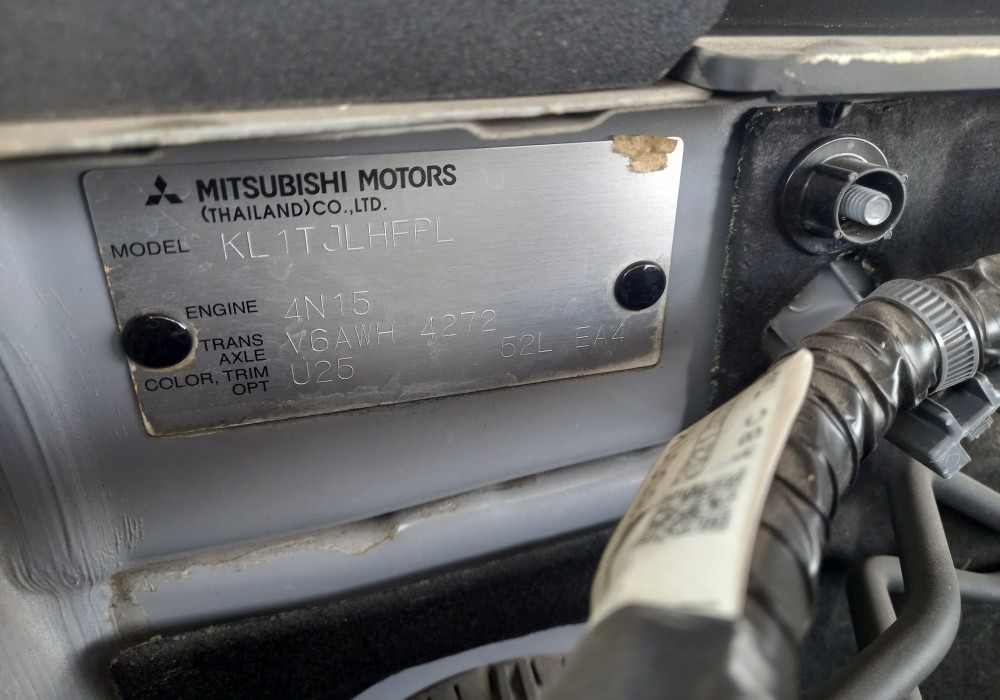 MITSUBISHI MOTORS
(THAILAND)CO.,LTD.
MODEL KL1TJLHFPL
ENGINE 4N15
TRANS AXLE V6AWH 4272
COLOR, TRIM OPT U25 52L EA4